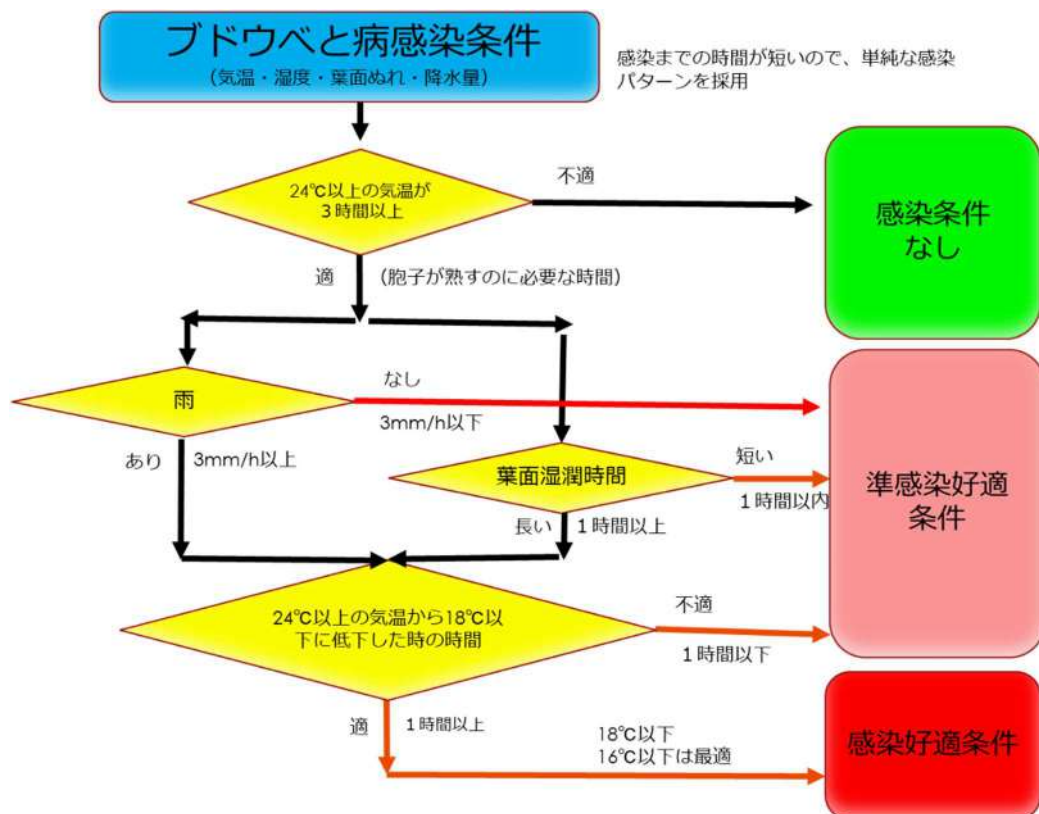 ブドウべと病感染条件
(気温・湿度・葉面ぬれ・降水量)
感染までの時間が短いので、単純な感染
パターンを採用
24℃以上の気温が
３時間以上
不適
感染条件
なし
適
(胞子が熟すのに必要な時間)
雨
なし
3mm/h以下
あり
3mm/h以上
葉面湿潤時間
短い
１時間以内
長い
１時間以上
準感染好適
条件
24℃以上の気温から18℃以
下に低下した時の時間
不適
１時間以下
適
１時間以上
18℃以下
16℃以下は最適
感染好適条件